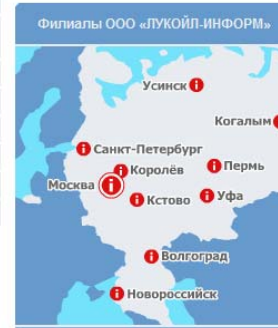 Филиалы ООО «ЛУКОЙЛ-ИНФОРМ»
Усинск
Когалым
Санкт-Петербург
Королёв
Пермь
Москва
Кстово
Уфа
Волгоград
Новороссийск